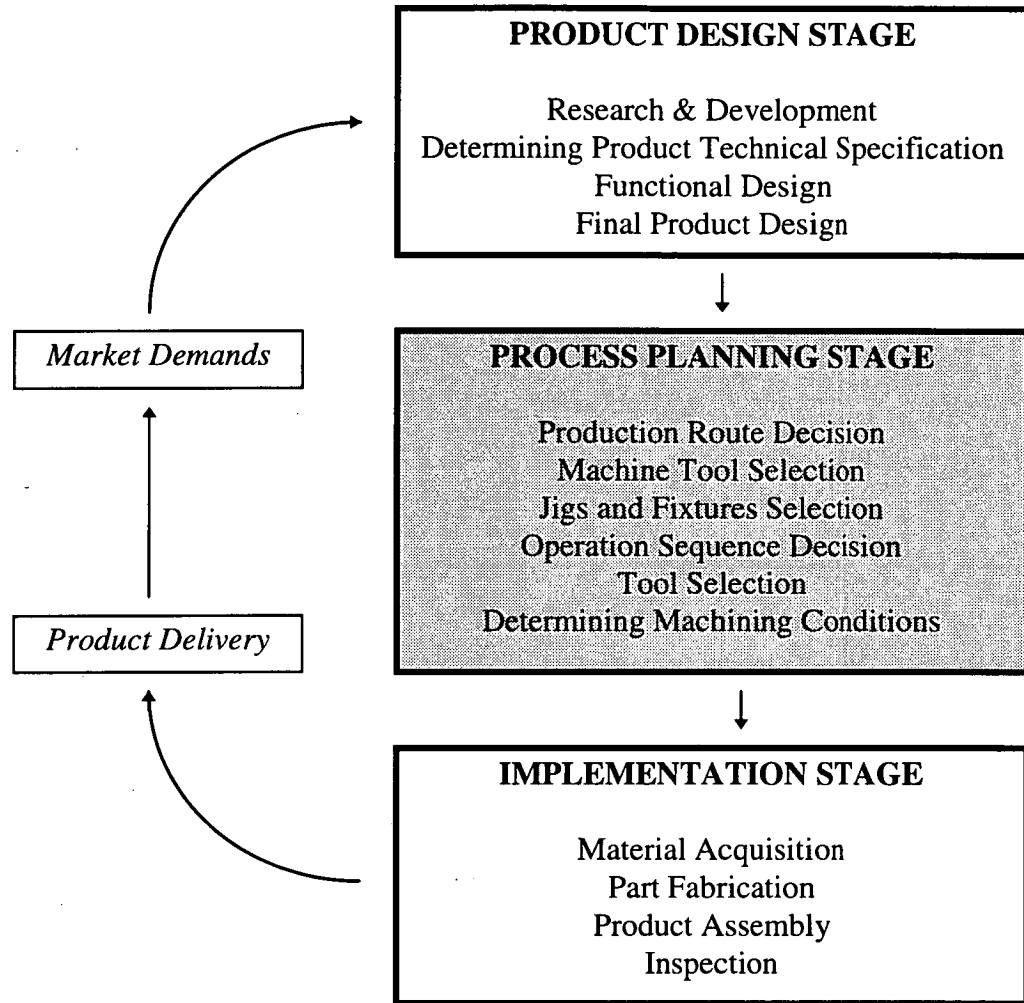 PRODUCT DESIGN STAGE
Research & Development
Determining Product Technical Specification
Functional Design
Final Product Design
Market Demands
PROCESS PLANNING STAGE
Production Route Decision
Machine Tool Selection
Jigs and Fixtures Selection
Operation Sequence Decision
Tool Selection
Determining Machining Conditions
Product Delivery
IMPLEMENTATION STAGE
Material Acquisition
Part Fabrication
Product Assembly
Inspection